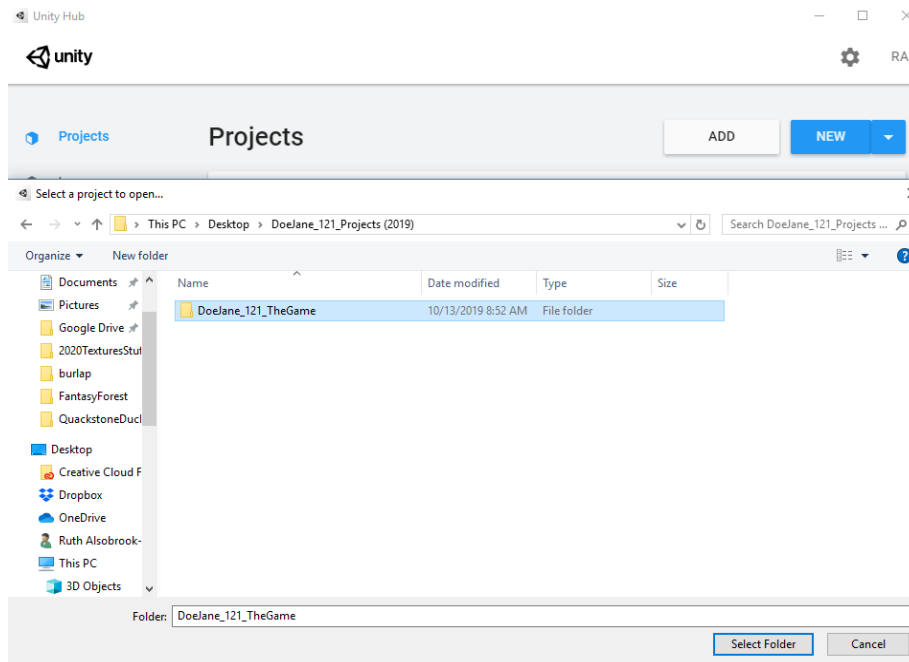 Unity Hub
unity
RA
Projects
Projects
ADD
NEW
Select a project to open...
This PC > Desktop > DoeJane_121_Projects (2019)
Search DoeJane_121_Projects ...
Organize
New folder
Name
Date modified
Type
Size
DoeJane_121_TheGame
10/13/2019 8:52 AM
File folder
Documents
Pictures
Google Drive
2020TexturesStuf
burlap
FantasyForest
QuackstoneDucl
Desktop
Creative Cloud F
Dropbox
OneDrive
Ruth Alsobrook-
This PC
3D Objects
Folder:
DoeJane_121_TheGame
Select Folder
Cancel